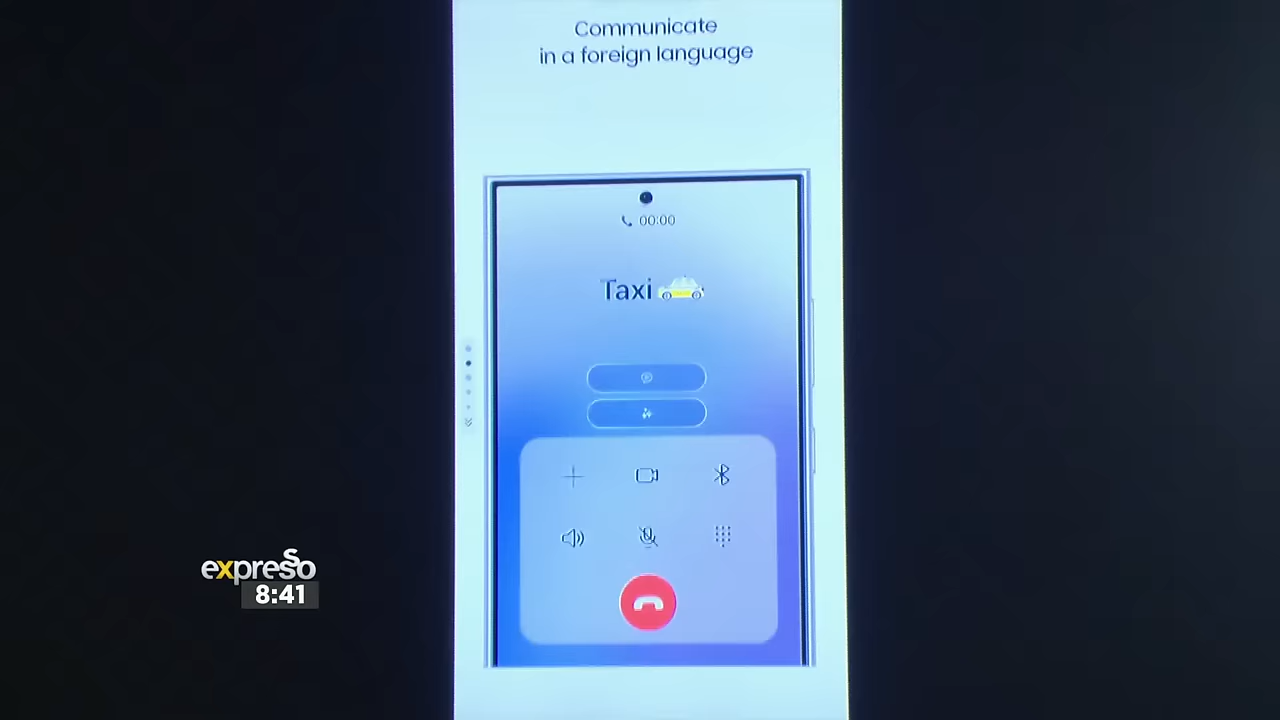 Communicate
in a foreign language
00:00
Taxi
expresso
8:41